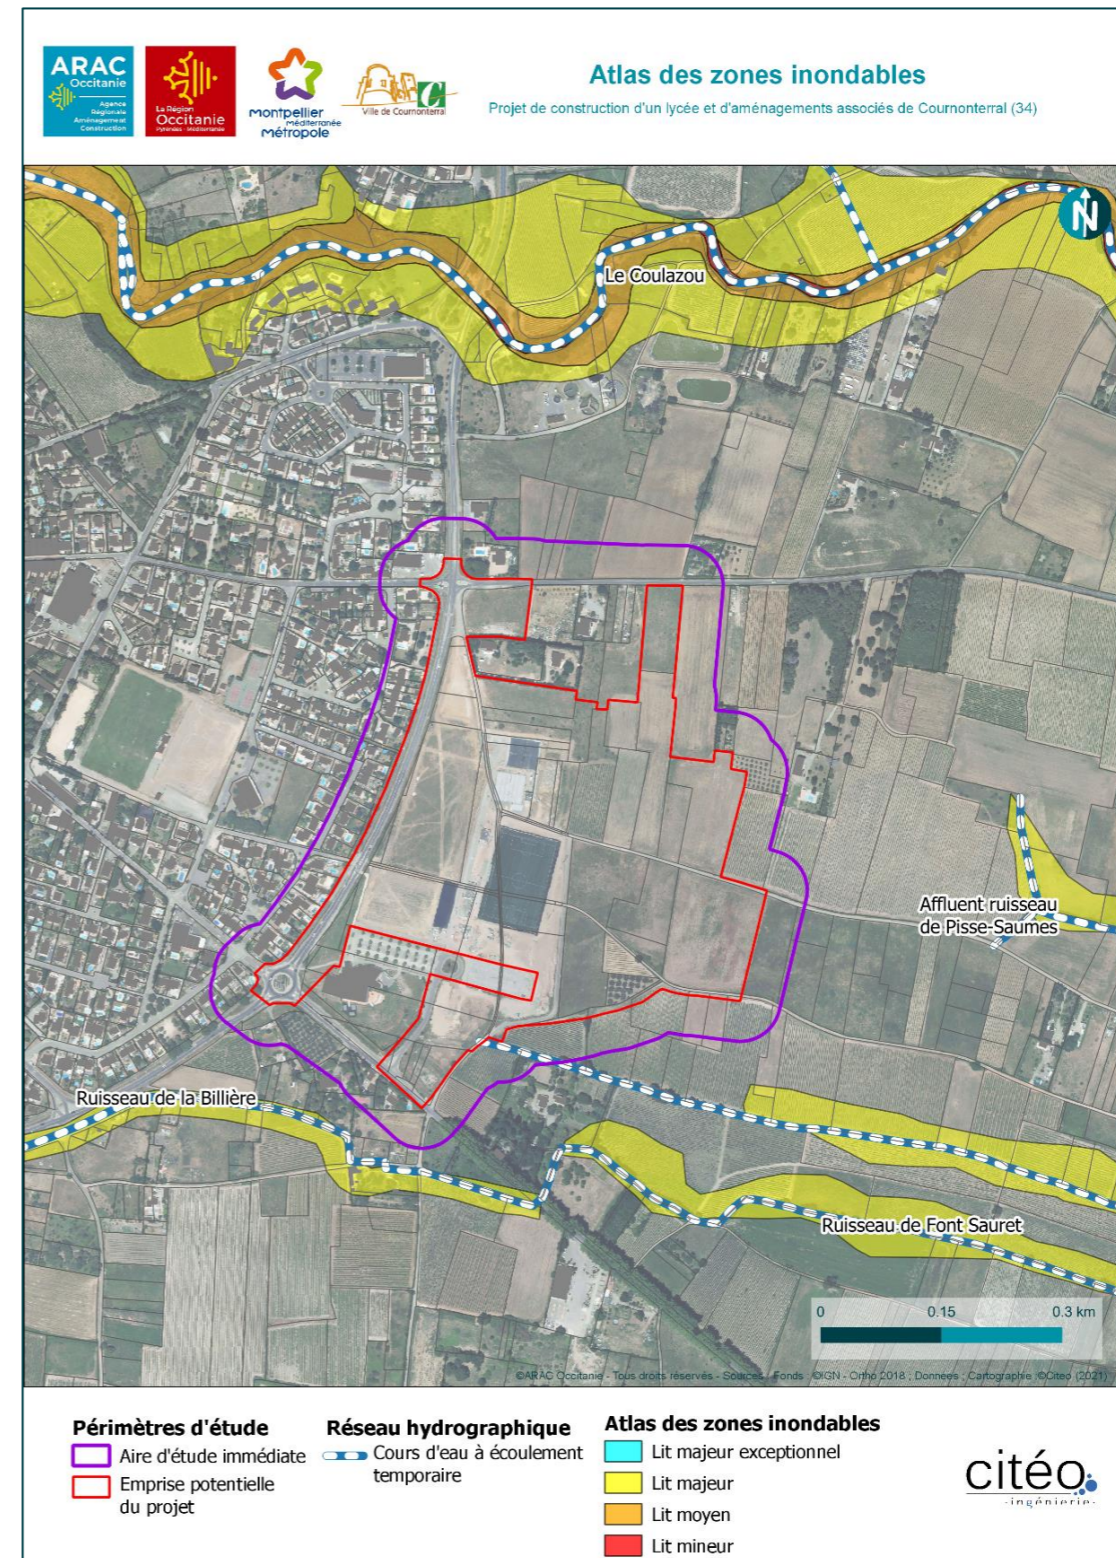 ARAC
Occitanie
Agence
Régionale
Aménagement
Construction
La Région
Occitanie
Pyrénées - Méditerranée
montpellier
méditerranée
métropole
Ville de Cournonterral
Atlas des zones inondables
Projet de construction d'un lycée et d'aménagements associés de Cournonterral (34)
N
Le Coulazou
Affluent ruisseau
de Pisse-Saumes
Ruisseau de la Billière
Ruisseau de Font Sauret
0 0.15 0.3 km
©ARAC Occitanie - Tous droits réservés - Sources : Fonds : ©IGN - Ortho 2018 ; Données ; Cartographie : ©Citeo (2021)
Périmètres d'étude
Aire d'étude immédiate
Emprise potentielle
du projet
Réseau hydrographique
Cours d'eau à écoulement
temporaire
Atlas des zones inondables
Lit majeur exceptionnel
Lit majeur
Lit moyen
Lit mineur
citéo
-ingénierie-